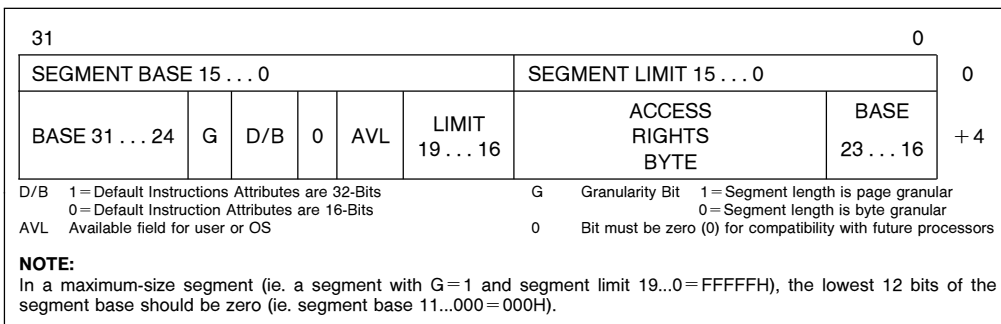 31 0
SEGMENT BASE 15 . . . 0 SEGMENT LIMIT 15 . . . 0 0
BASE 31 . . . 24 G D/B 0 AVL LIMIT 19 . . . 16 ACCESS RIGHTS BYTE BASE 23 . . . 16 +4
D/B 1=Default Instructions Attributes are 32-Bits
0=Default Instruction Attributes are 16-Bits
AVL Available field for user or OS
G Granularity Bit 1=Segment length is page granular
0=Segment length is byte granular
0 Bit must be zero (0) for compatibility with future processors
NOTE:
In a maximum-size segment (ie. a segment with G=1 and segment limit 19...0=FFFFFH), the lowest 12 bits of the
segment base should be zero (ie. segment base 11...000=000H).